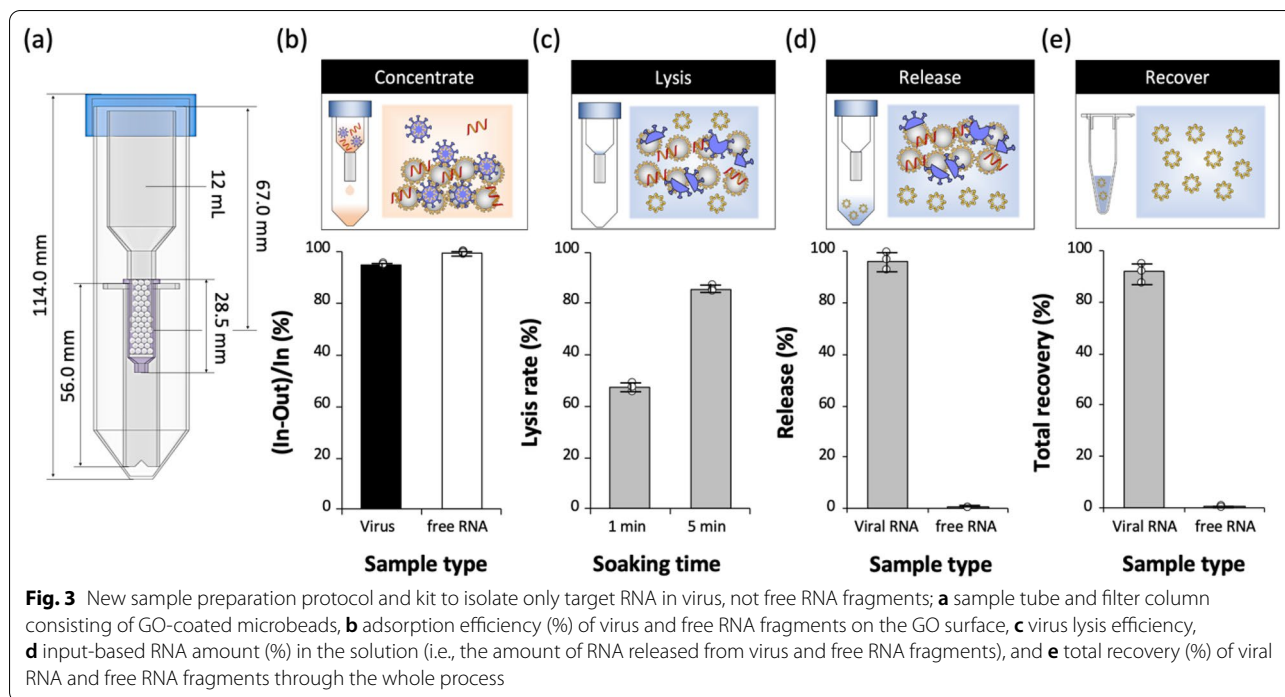 (a)
114.0 mm
56.0 mm
12 mL
28.5 mm
67.0 mm
(b)
Concentrate
(In-Out)/In (%)
100
80
40
60
20
0
Virus free RNA
Sample type
(c)
Lysis
Lysis rate (%)
100
80
40
60
20
0
1 min 5 min
Soaking time
(d)
Release
Release (%)
100
80
40
60
20
0
Viral RNA free RNA
Sample type
(e)
Recover
Total recovery (%)
100
80
40
60
20
0
Viral RNA free RNA
Sample type
Fig. 3 New sample preparation protocol and kit to isolate only target RNA in virus, not free RNA fragments; a sample tube and filter column
consisting of GO-coated microbeads, b adsorption efficiency (%) of virus and free RNA fragments on the GO surface, c virus lysis efficiency,
d input-based RNA amount (%) in the solution (i.e., the amount of RNA released from virus and free RNA fragments), and e total recovery (%) of viral
RNA and free RNA fragments through the whole process